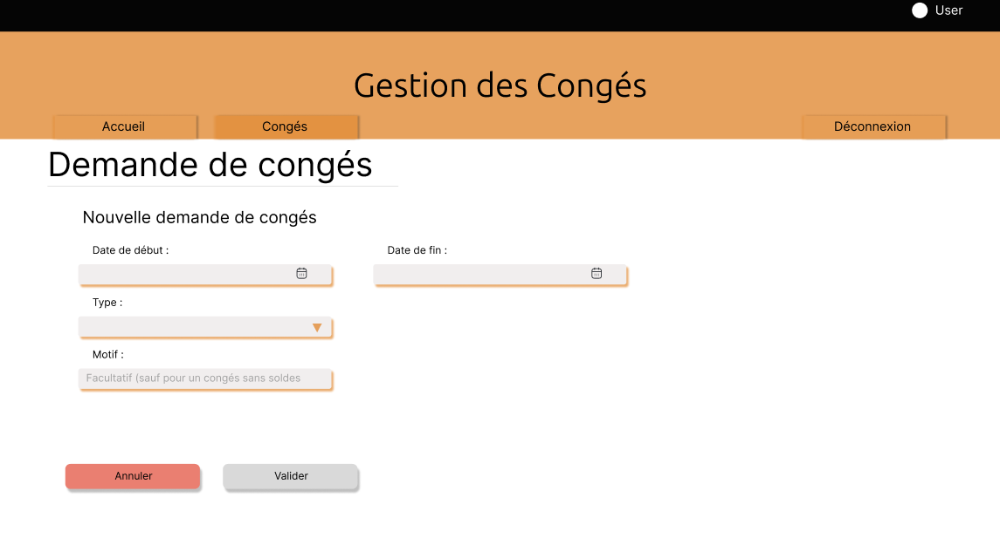 User
Gestion des Congés
Accueil
Congés
Déconnexion
Demande de congés
Nouvelle demande de congés
Date de début :
Date de fin :
Type :
Motif :
Facultatif (sauf pour un congés sans soldes
Annuler
Valider